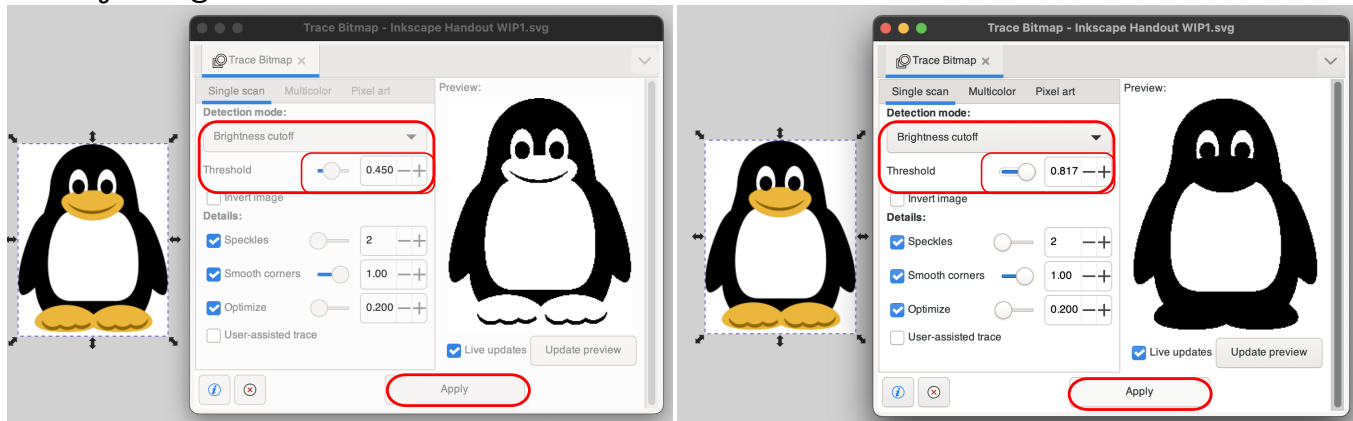 Trace Bitmap - Inkscape Handout WIP1.svg
Trace Bitmap ×
Single scan Multicolor Pixel art
Preview:
Detection mode:
Brightness cutoff
Threshold 0.450 — +
Invert image
Details:
Speckles 2 — +
Smooth corners 1.00 — +
Optimize 0.200 — +
User-assisted trace
Live updates Update preview
Apply
Trace Bitmap - Inkscape Handout WIP1.svg
Trace Bitmap ×
Single scan Multicolor Pixel art
Preview:
Detection mode:
Brightness cutoff
Threshold 0.817 — +
Invert image
Details:
Speckles 2 — +
Smooth corners 1.00 — +
Optimize 0.200 — +
User-assisted trace
Live updates Update preview
Apply